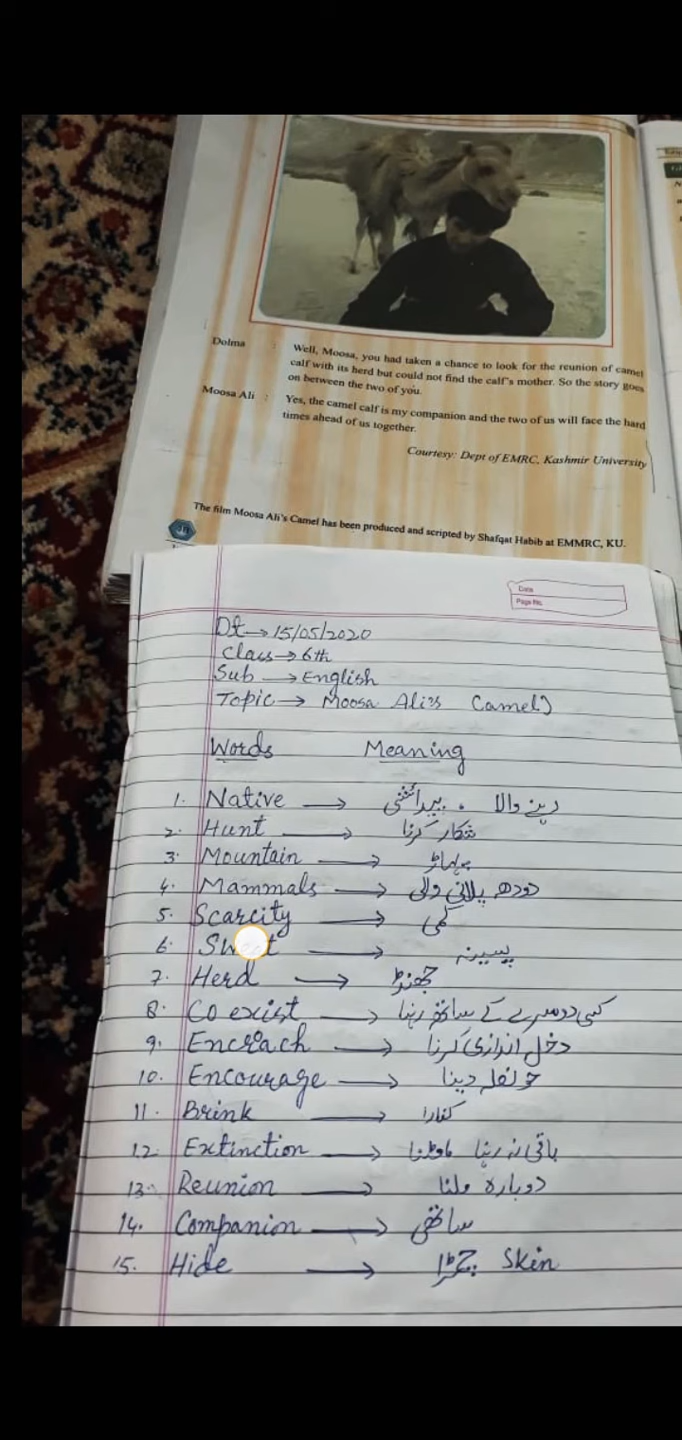 Dolma : Well, Moosa, you had taken a chance to look for the reunion of camel
calf with its herd but could not find the calf's mother. So the story goes
on between the two of you.
Moosa Ali : Yes, the camel calf is my companion and the two of us will face the hard
times ahead of us together.
Courtesy: Dept of EMRC, Kashmir University
The film Moosa Ali's Camel has been produced and scripted by Shafqat Habib at EMMRC, KU.
Date
Page No.
Dt → 15/05/2020
Class → 6th
Sub → English
Topic → Moosa Ali's Camel
Words Meaning
1. Native → رہنے والا . پیدائشی
2. Hunt → شکار کرنا
3. Mountain → پہاڑ
4. Mammals → دودھ پلانی والی
5. Scarcity → کمی
6. Sweat → پسینہ
7. Herd → جھنڈ
8. Co exist → کسی دوسرے کے ساتھ رہنا
9. Encroach → دخل اندازی کرنا
10. Encourage → حوصلہ دینا
11. Brink → کنارا
12. Extinction → باقی نہ رہنا
13. Reunion → دوبارہ ملنا
14. Companion → ساتھی
15. Hide → چمڑا Skin